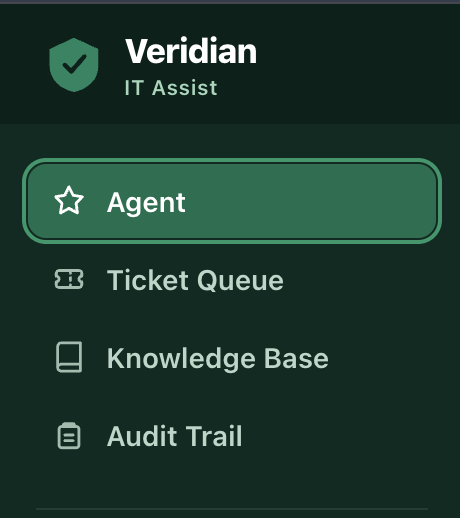 Veridian
IT Assist
Agent
Ticket Queue
Knowledge Base
Audit Trail